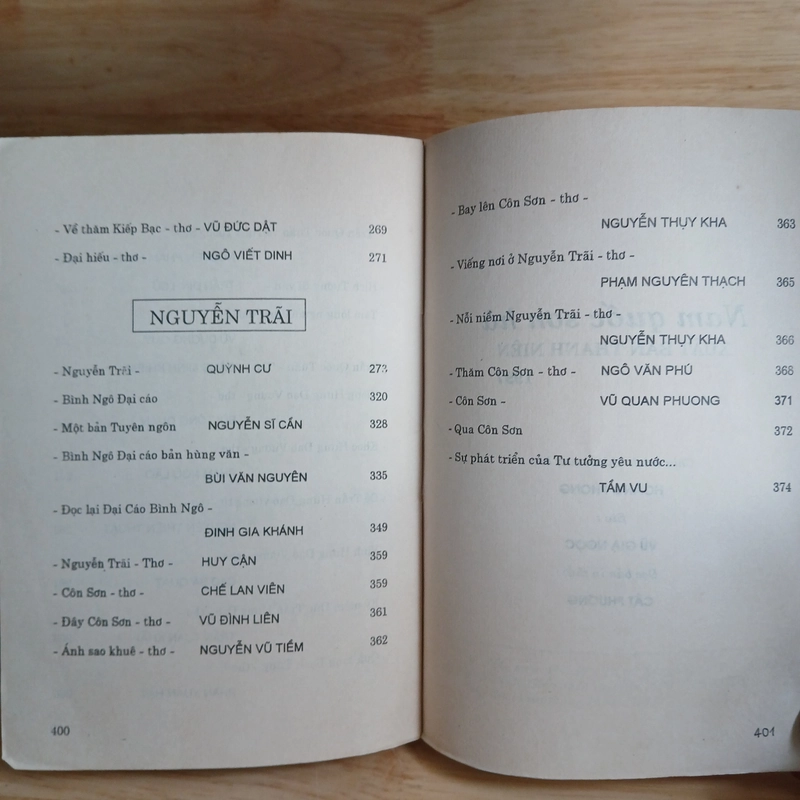 - Về thăm Kiếp Bạc - thơ - VŨ ĐỨC DẬT 269
- Đại hiếu - thơ - NGÔ VIẾT DINH 271
NGUYỄN TRÃI
- Nguyễn Trãi - QUỲNH CƯ 273
- Bình Ngô Đại cáo 320
- Một bản Tuyên ngôn NGUYỄN SĨ CẨN 328
- Bình Ngô Đại cáo bản hùng văn -
BÙI VĂN NGUYÊN 335
- Đọc lại Đại Cáo Bình Ngô -
ĐINH GIA KHÁNH 349
- Nguyễn Trãi - Thơ - HUY CẬN 359
- Côn Sơn - thơ - CHẾ LAN VIÊN 359
- Đây Côn Sơn - thơ - VŨ ĐÌNH LIÊN 361
- Ánh sao khuê - thơ - NGUYỄN VŨ TIỀM 362
400
- Bay lên Côn Sơn - thơ -
NGUYỄN THỤY KHA 363
- Viếng nơi ở Nguyễn Trãi - thơ -
PHẠM NGUYÊN THẠCH 365
- Nỗi niềm Nguyễn Trãi - thơ -
NGUYỄN THỤY KHA 366
- Thăm Côn Sơn - thơ - NGÔ VĂN PHÚ 368
- Côn Sơn - VŨ QUẦN PHƯƠNG 371
- Qua Côn Sơn 372
- Sự phát triển của Tư tưởng yêu nước...
TẦM VU 374
401